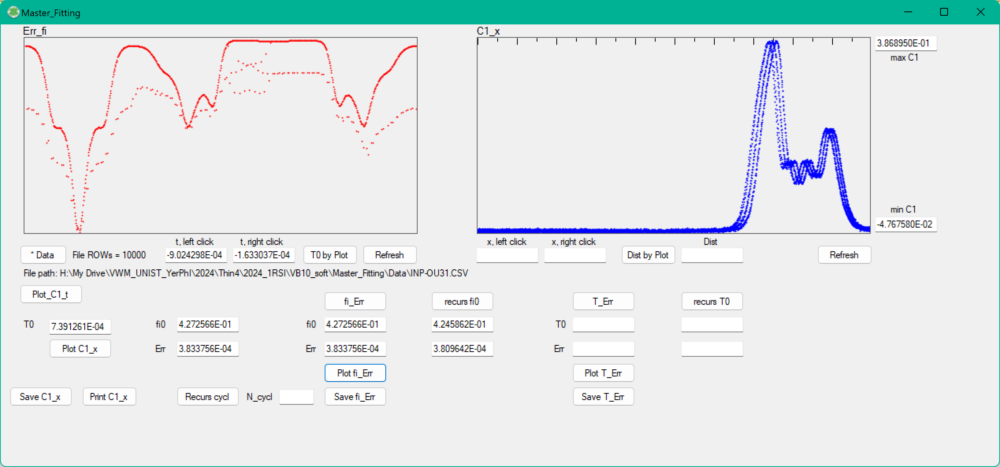 Master_Fitting
Err_fi
C1_x
3.868950E-01
max C1
min C1
-4.767580E-02
t, left click t, right click
x, left click x, right click Dist
* Data File ROWs = 10000 -9.024298E-04 -1.633037E-04 T0 by Plot Refresh
Dist by Plot Refresh
File path: H:\My Drive\VWM_UNIST_YerPhI\2024\Thin4\2024_1RSI\VB10_soft\Master_Fitting\Data\INP-OU31.CSV
Plot_C1_t
fi_Err recurs fi0 T_Err recurs T0
T0 7.391261E-04 fi0 4.272566E-01 fi0 4.272566E-01 4.245862E-01 T0
Plot C1_x Err 3.833756E-04 Err 3.833756E-04 3.809642E-04 Err
Plot fi_Err Plot T_Err
Save C1_x Print C1_x Recurs cycl N_cycl Save fi_Err Save T_Err